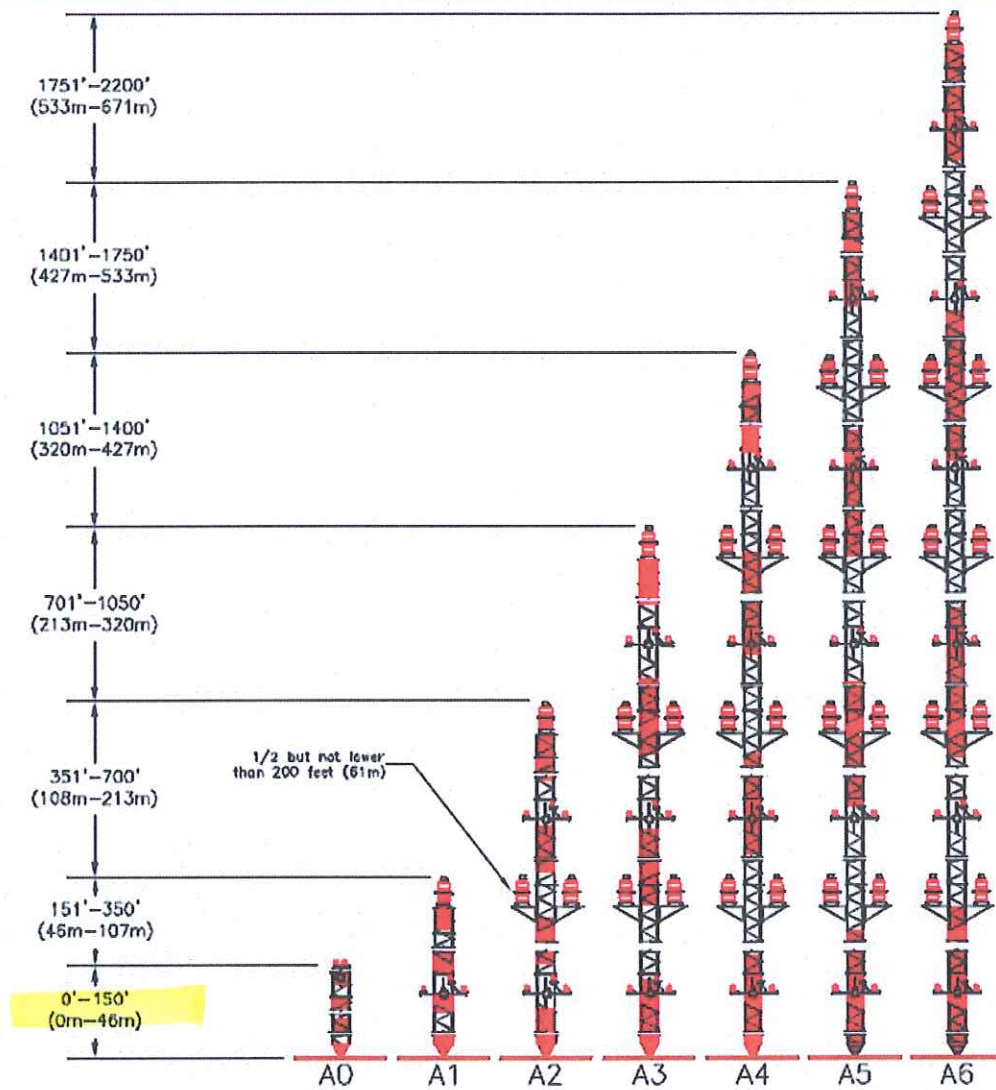 1751'-2200'
(533m-671m)
1401'-1750'
(427m-533m)
1051'-1400'
(320m-427m)
701'-1050'
(213m-320m)
1/2 but not lower
than 200 feet (61m)
351'-700'
(108m-213m)
151'-350'
(46m-107m)
0'-150'
(0m-46m)
A0 A1 A2 A3 A4 A5 A6